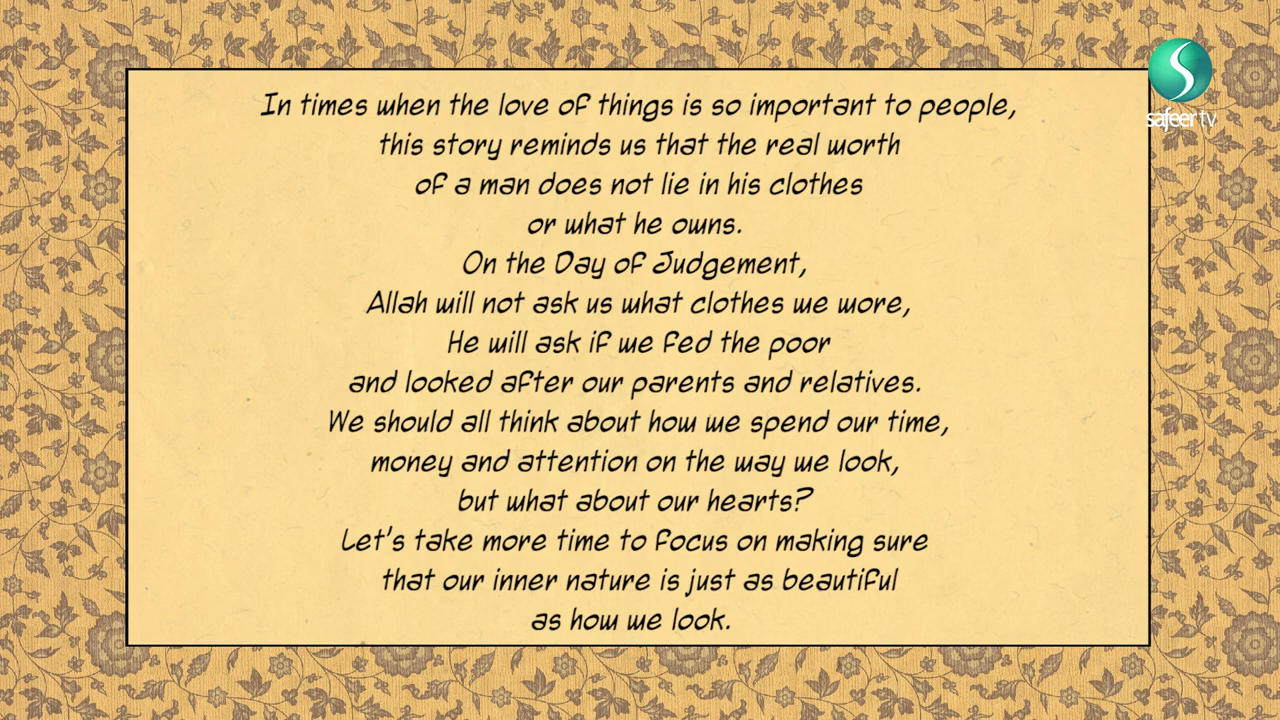 In times when the love of things is so important to people,
this story reminds us that the real worth
of a man does not lie in his clothes
or what he owns.
On the Day of Judgement,
Allah will not ask us what clothes we wore,
He will ask if we fed the poor
and looked after our parents and relatives.
We should all think about how we spend our time,
money and attention on the way we look,
but what about our hearts?
Let's take more time to focus on making sure
that our inner nature is just as beautiful
as how we look.
safeer tv